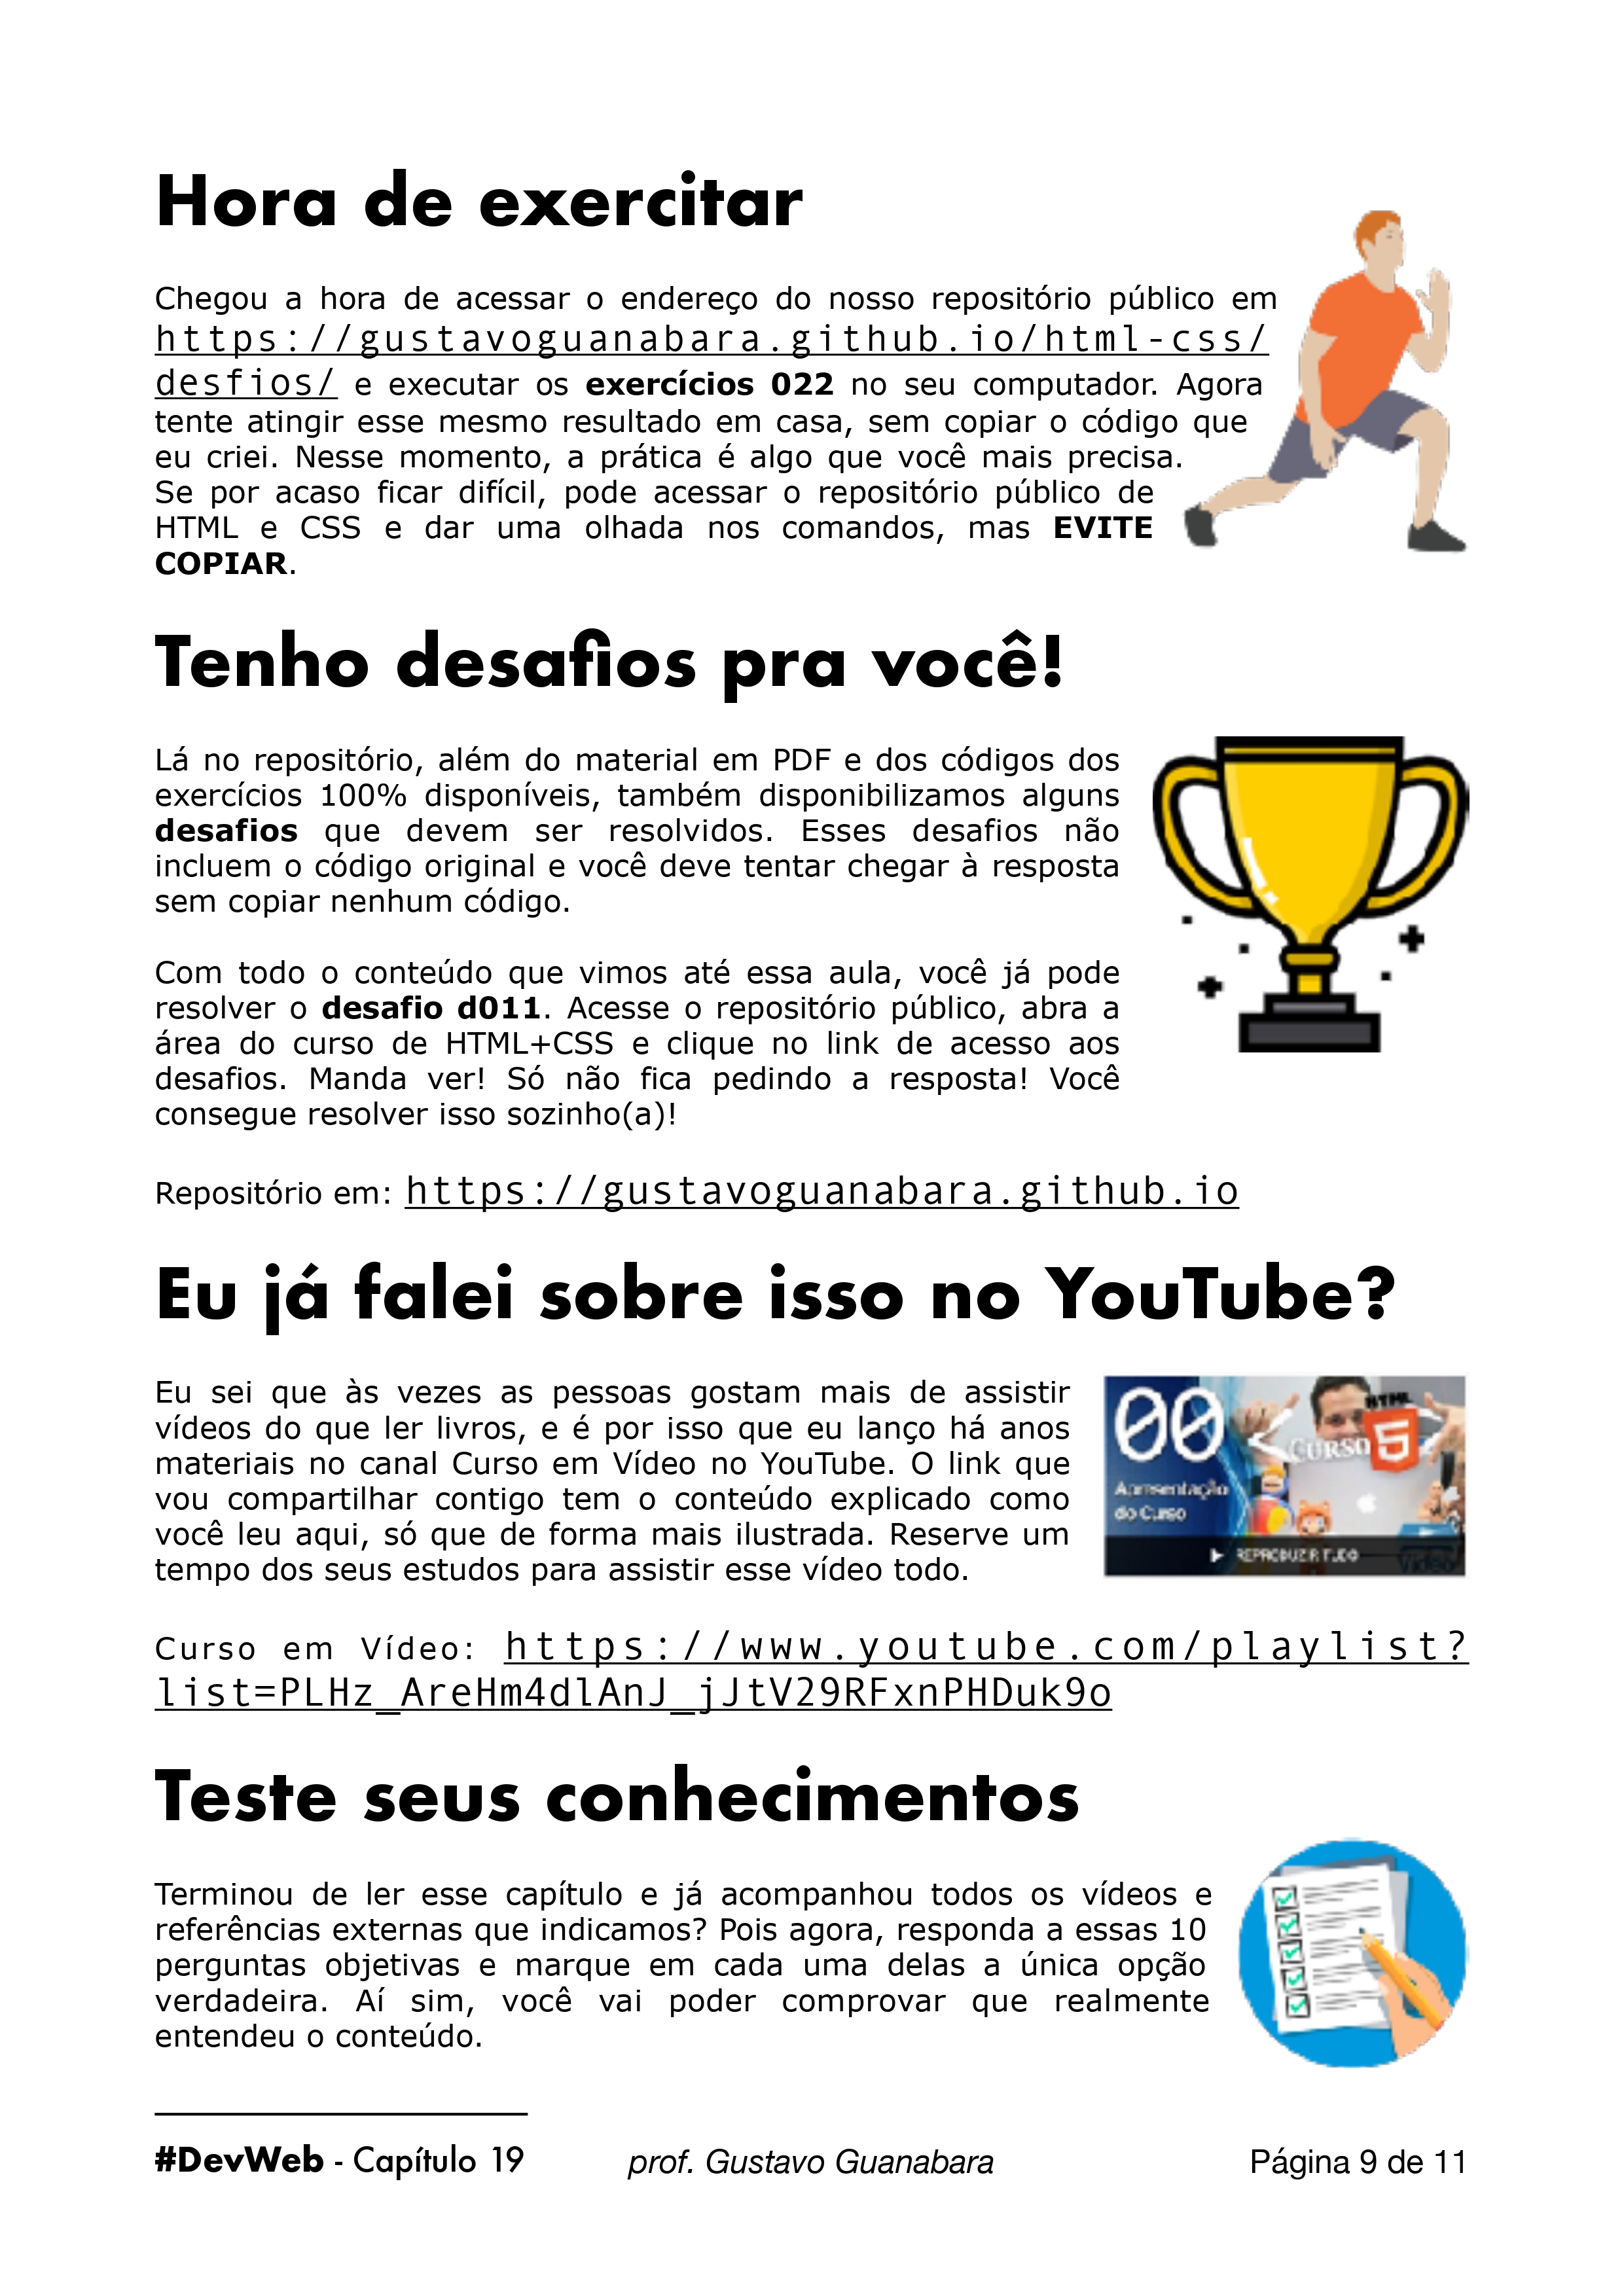 Hora de exercitar
Chegou a hora de acessar o endereço do nosso repositório público em
https://gustavoguanabara.github.io/html-css/
desfios/ e executar os exercícios 022 no seu computador. Agora
tente atingir esse mesmo resultado em casa, sem copiar o código que
eu criei. Nesse momento, a prática é algo que você mais precisa.
Se por acaso ficar difícil, pode acessar o repositório público de
HTML e CSS e dar uma olhada nos comandos, mas EVITE
COPIAR.
Tenho desafios pra você!
Lá no repositório, além do material em PDF e dos códigos dos
exercícios 100% disponíveis, também disponibilizamos alguns
desafios que devem ser resolvidos. Esses desafios não
incluem o código original e você deve tentar chegar à resposta
sem copiar nenhum código.
Com todo o conteúdo que vimos até essa aula, você já pode
resolver o desafio d011. Acesse o repositório público, abra a
área do curso de HTML+CSS e clique no link de acesso aos
desafios. Manda ver! Só não fica pedindo a resposta! Você
consegue resolver isso sozinho(a)!
Repositório em: https://gustavoguanabara.github.io
Eu já falei sobre isso no YouTube?
Eu sei que às vezes as pessoas gostam mais de assistir
vídeos do que ler livros, e é por isso que eu lanço há anos
materiais no canal Curso em Vídeo no YouTube. O link que
vou compartilhar contigo tem o conteúdo explicado como
você leu aqui, só que de forma mais ilustrada. Reserve um
tempo dos seus estudos para assistir esse vídeo todo.
00
HTML
CURSO 5
Apresentação
do Curso
REPRODUZIR TUDO
Vídeo
Curso em Vídeo: https://www.youtube.com/playlist?
list=PLHz_AreHm4dlAnJ_jJtV29RFxnPHDuk9o
Teste seus conhecimentos
Terminou de ler esse capítulo e já acompanhou todos os vídeos e
referências externas que indicamos? Pois agora, responda a essas 10
perguntas objetivas e marque em cada uma delas a única opção
verdadeira. Aí sim, você vai poder comprovar que realmente
entendeu o conteúdo.
#DevWeb - Capítulo 19
prof. Gustavo Guanabara
Página 9 de 11